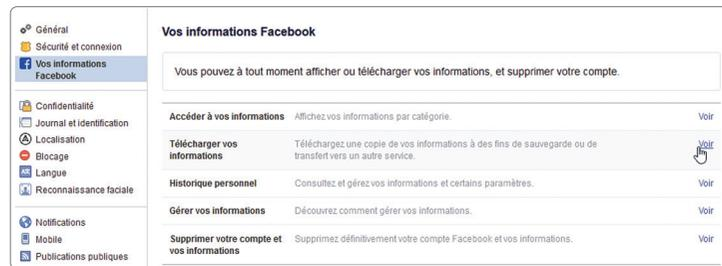 Général
Sécurité et connexion
Vos informations
Facebook
Confidentialité
Journal et identification
Localisation
Blocage
Langue
Reconnaissance faciale
Notifications
Mobile
Publications publiques
Vos informations Facebook
Vous pouvez à tout moment afficher ou télécharger vos informations, et supprimer votre compte.
Accéder à vos informations Affichez vos informations par catégorie. Voir
Télécharger vos Téléchargez une copie de vos informations à des fins de sauvegarde ou de Voir
informations transfert vers un autre service.
Historique personnel Consultez et gérez vos informations et certains paramètres. Voir
Gérer vos informations Découvrez comment gérer vos informations. Voir
Supprimer votre compte et Supprimez définitivement votre compte Facebook et vos informations. Voir
vos informations